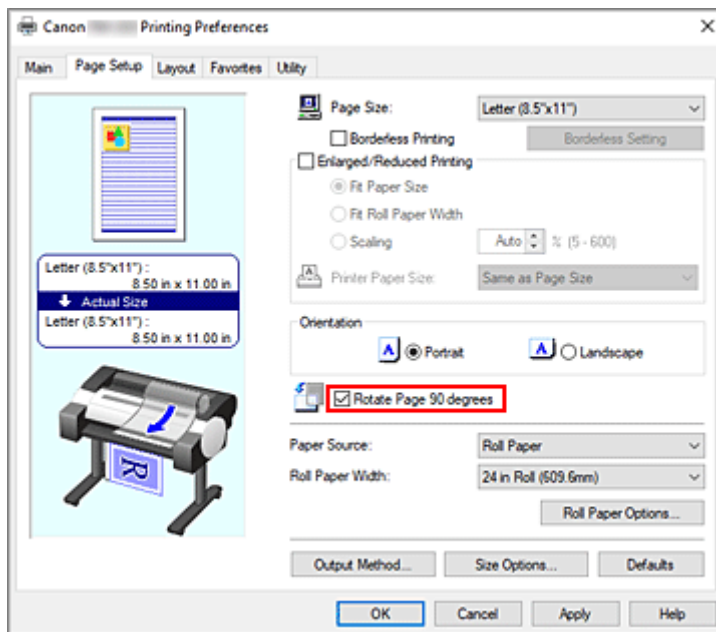 Canon Printing Preferences
Main Page Setup Layout Favorites Utility
Page Size: Letter (8.5"x11")
Borderless Printing Borderless Setting
Enlarged/Reduced Printing
Fit Paper Size
Fit Roll Paper Width
Scaling Auto % (5 - 600)
Printer Paper Size: Same as Page Size
Letter (8.5"x11") :
8.50 in x 11.00 in
Actual Size
Letter (8.5"x11") :
8.50 in x 11.00 in
Orientation
A Portrait A Landscape
Rotate Page 90 degrees
Paper Source: Roll Paper
Roll Paper Width: 24 in Roll (609.6mm)
Roll Paper Options...
R
Output Method... Size Options... Defaults
OK Cancel Apply Help